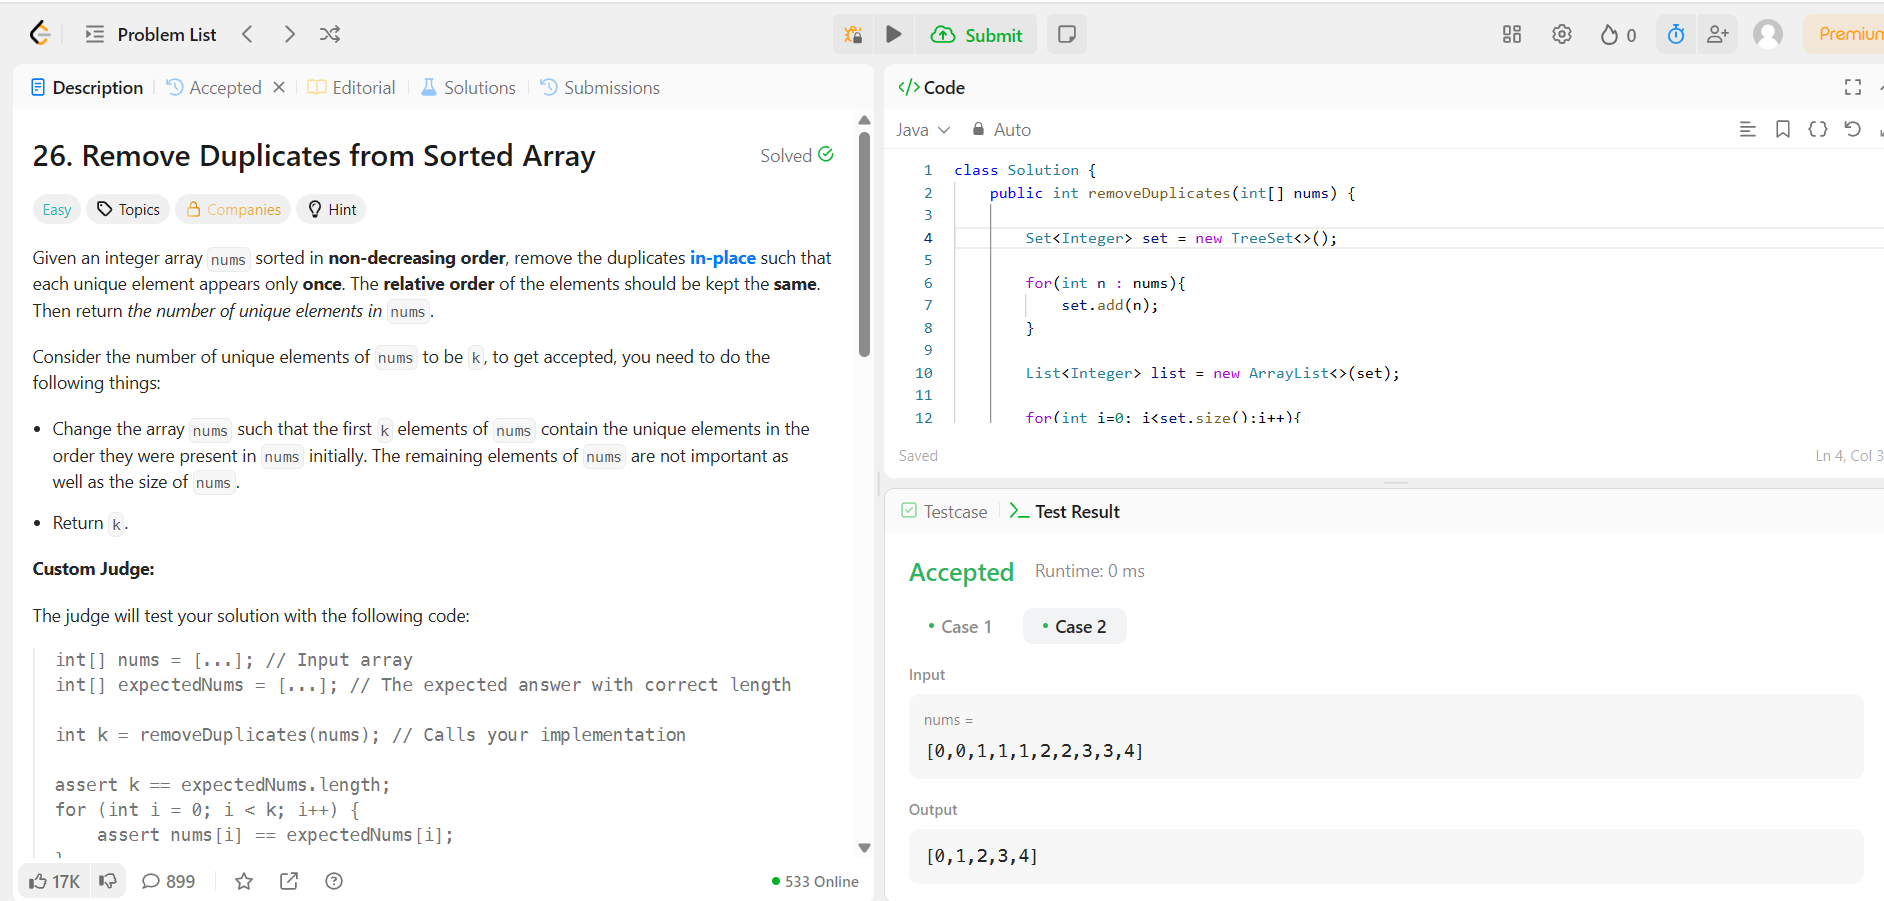 Problem List
Submit
0
Premium
Description
Accepted
Editorial
Solutions
Submissions
26. Remove Duplicates from Sorted Array
Solved
Easy
Topics
Companies
Hint
Given an integer array nums sorted in non-decreasing order, remove the duplicates in-place such that
each unique element appears only once. The relative order of the elements should be kept the same.
Then return the number of unique elements in nums.
Consider the number of unique elements of nums to be k, to get accepted, you need to do the
following things:
• Change the array nums such that the first k elements of nums contain the unique elements in the
order they were present in nums initially. The remaining elements of nums are not important as
well as the size of nums.
• Return k.
Custom Judge:
The judge will test your solution with the following code:
int[] nums = [...]; // Input array
int[] expectedNums = [...]; // The expected answer with correct length
int k = removeDuplicates(nums); // Calls your implementation
assert k == expectedNums.length;
for (int i = 0; i < k; i++) {
    assert nums[i] == expectedNums[i];
}
17K
899
533 Online
</> Code
Java
Auto
1 class Solution {
2     public int removeDuplicates(int[] nums) {
3
4         Set<Integer> set = new TreeSet<>();
5
6         for(int n : nums){
7             set.add(n);
8         }
9
10         List<Integer> list = new ArrayList<>(set);
11
12         for(int i=0; i<set.size();i++){
Saved
Ln 4, Col 3
Testcase
Test Result
Accepted
Runtime: 0 ms
Case 1
Case 2
Input
nums =
[0,0,1,1,1,2,2,3,3,4]
Output
[0,1,2,3,4]